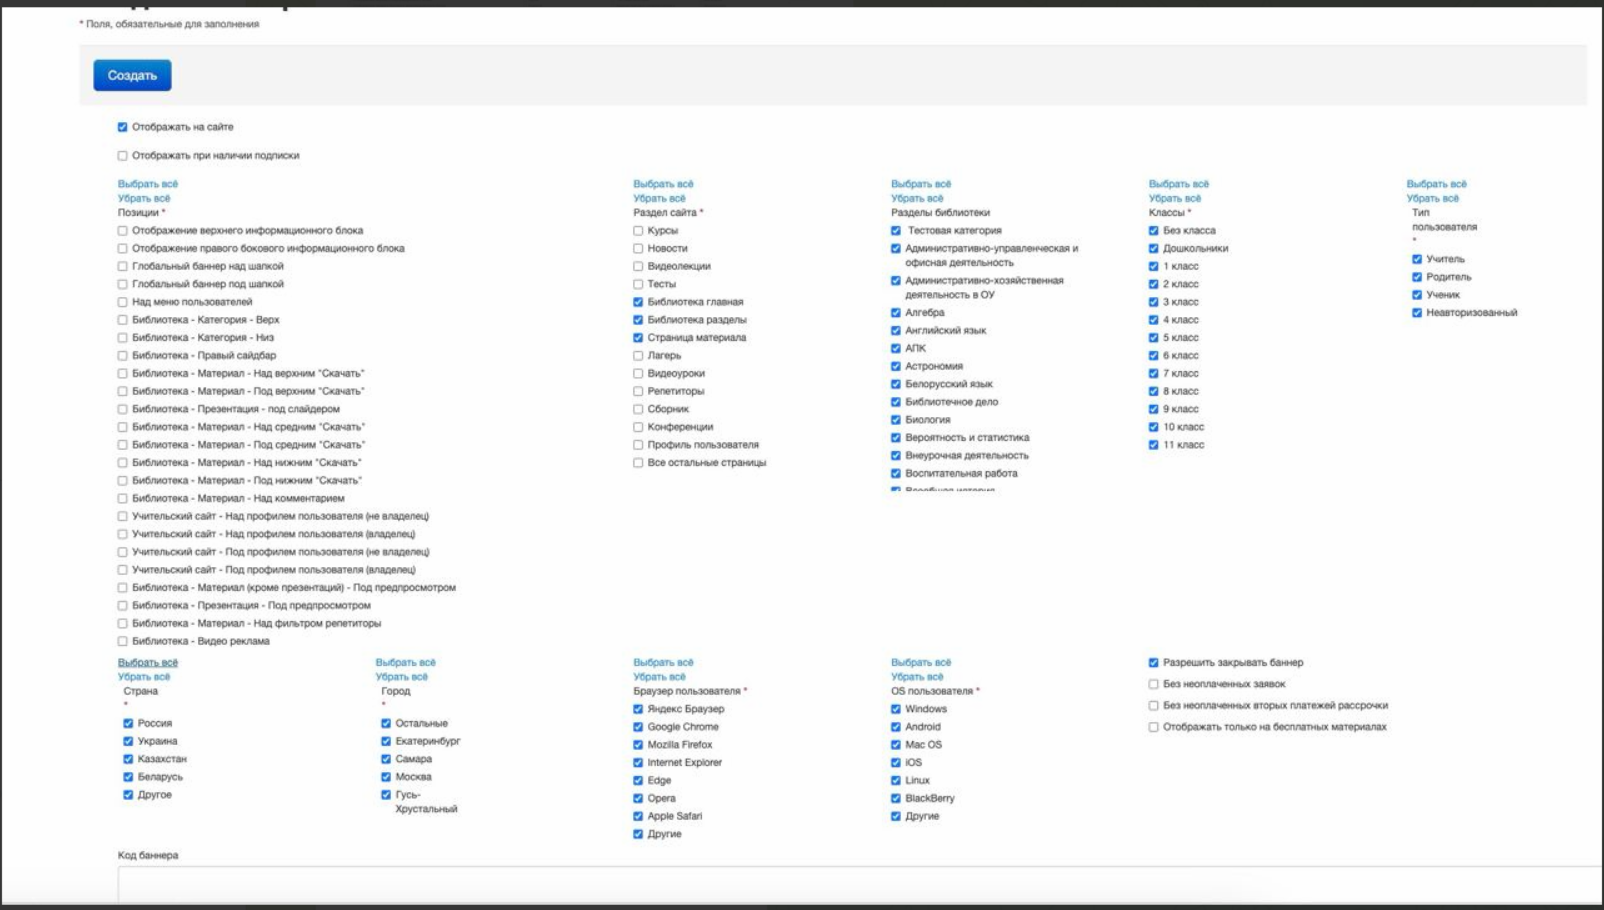 * Поля, обязательные для заполнения
Создать
Отображать на сайте
Отображать при наличии подписки
Выбрать всё
Убрать всё
Позиции *
Отображение верхнего информационного блока
Отображение правого бокового информационного блока
Глобальный баннер над шапкой
Глобальный баннер под шапкой
Над меню пользователей
Библиотека - Категория - Верх
Библиотека - Категория - Низ
Библиотека - Правый сайдбар
Библиотека - Материал - Над верхним "Скачать"
Библиотека - Материал - Под верхним "Скачать"
Библиотека - Презентация - под слайдером
Библиотека - Материал - Над средним "Скачать"
Библиотека - Материал - Под средним "Скачать"
Библиотека - Материал - Над нижним "Скачать"
Библиотека - Материал - Под нижним "Скачать"
Библиотека - Материал - Над комментарием
Учительский сайт - Над профилем пользователя (не владелец)
Учительский сайт - Над профилем пользователя (владелец)
Учительский сайт - Под профилем пользователя (не владелец)
Учительский сайт - Под профилем пользователя (владелец)
Библиотека - Материал (кроме презентаций) - Под предпросмотром
Библиотека - Презентация - Под предпросмотром
Библиотека - Материал - Над фильтром репетиторы
Библиотека - Видео реклама
Выбрать всё
Убрать всё
Раздел сайта *
Курсы
Новости
Видеолекции
Тесты
Библиотека главная
Библиотека разделы
Страница материала
Лагерь
Видеоуроки
Репетиторы
Сборник
Конференции
Профиль пользователя
Все остальные страницы
Выбрать всё
Убрать всё
Разделы библиотеки
Тестовая категория
Административно-управленческая и
офисная деятельность
Административно-хозяйственная
деятельность в ОУ
Алгебра
Английский язык
АПК
Астрономия
Белорусский язык
Библиотечное дело
Биология
Вероятность и статистика
Внеурочная деятельность
Воспитательная работа
Всеобщая история
Выбрать всё
Убрать всё
Классы *
Без класса
Дошкольники
1 класс
2 класс
3 класс
4 класс
5 класс
6 класс
7 класс
8 класс
9 класс
10 класс
11 класс
Выбрать всё
Убрать всё
Тип
пользователя
*
Учитель
Родитель
Ученик
Неавторизованный
Выбрать всё
Убрать всё
Страна
*
Россия
Украина
Казахстан
Беларусь
Другое
Выбрать всё
Убрать всё
Город
*
Остальные
Екатеринбург
Самара
Москва
Гусь-
Хрустальный
Выбрать всё
Убрать всё
Браузер пользователя *
Яндекс Браузер
Google Chrome
Mozilla Firefox
Internet Explorer
Edge
Opera
Apple Safari
Другие
Выбрать всё
Убрать всё
OS пользователя *
Windows
Android
Mac OS
iOS
Linux
BlackBerry
Другие
Разрешить закрывать баннер
Без неоплаченных заявок
Без неоплаченных вторых платежей рассрочки
Отображать только на бесплатных материалах
Код баннера